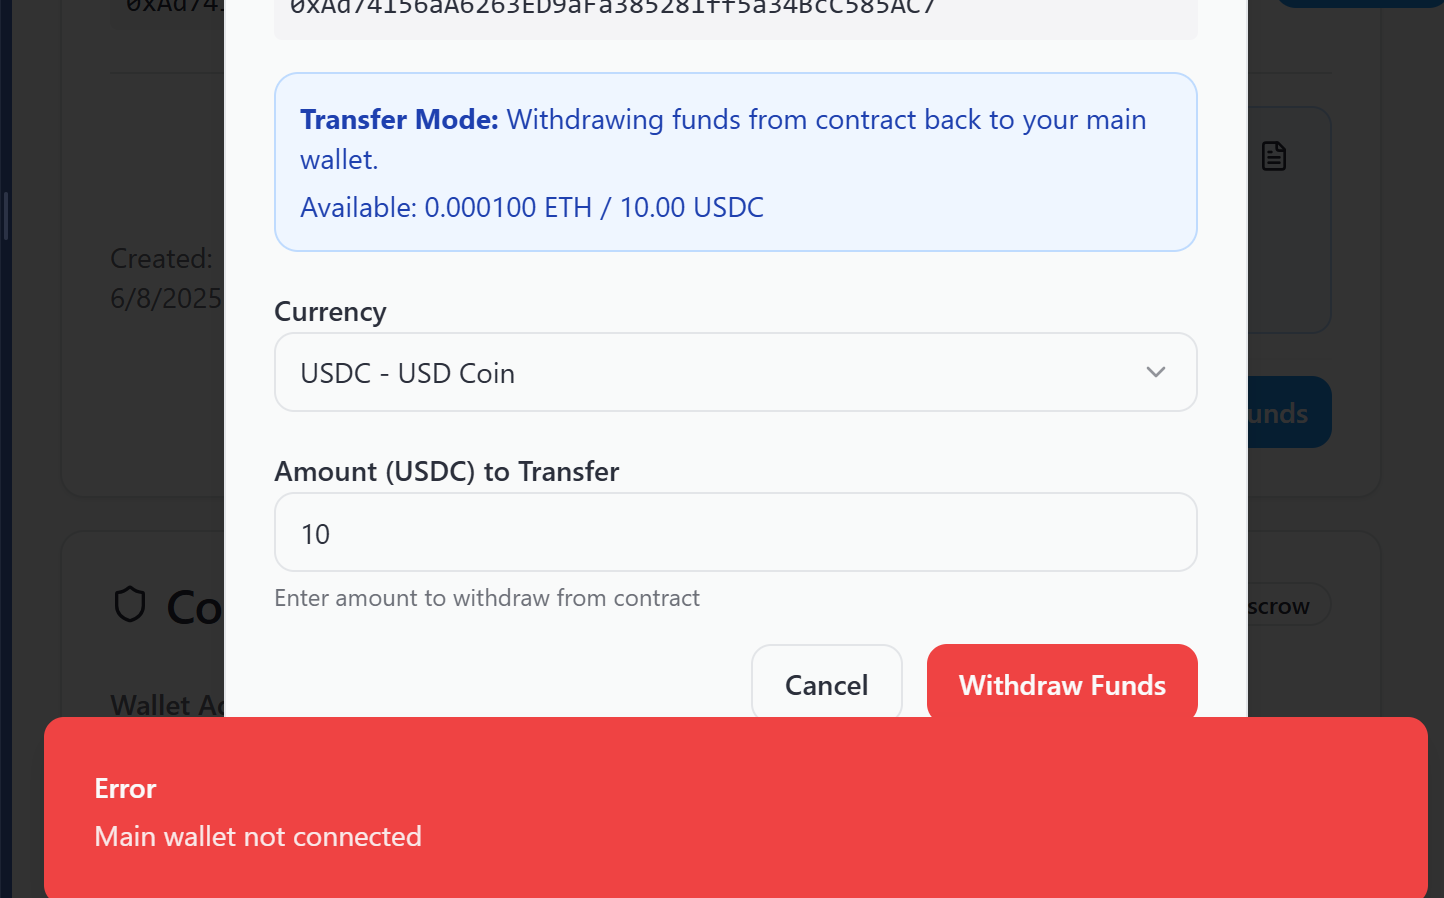 0xAd741
0xAd74156aA6263ED9aFa385281ff5a34BcC585AC7
Transfer Mode: Withdrawing funds from contract back to your main
wallet.
Available: 0.000100 ETH / 10.00 USDC
Created:
6/8/2025
Currency
USDC - USD Coin
unds
Amount (USDC) to Transfer
10
Enter amount to withdraw from contract
Co
scrow
Cancel
Withdraw Funds
Wallet Ad
Error
Main wallet not connected